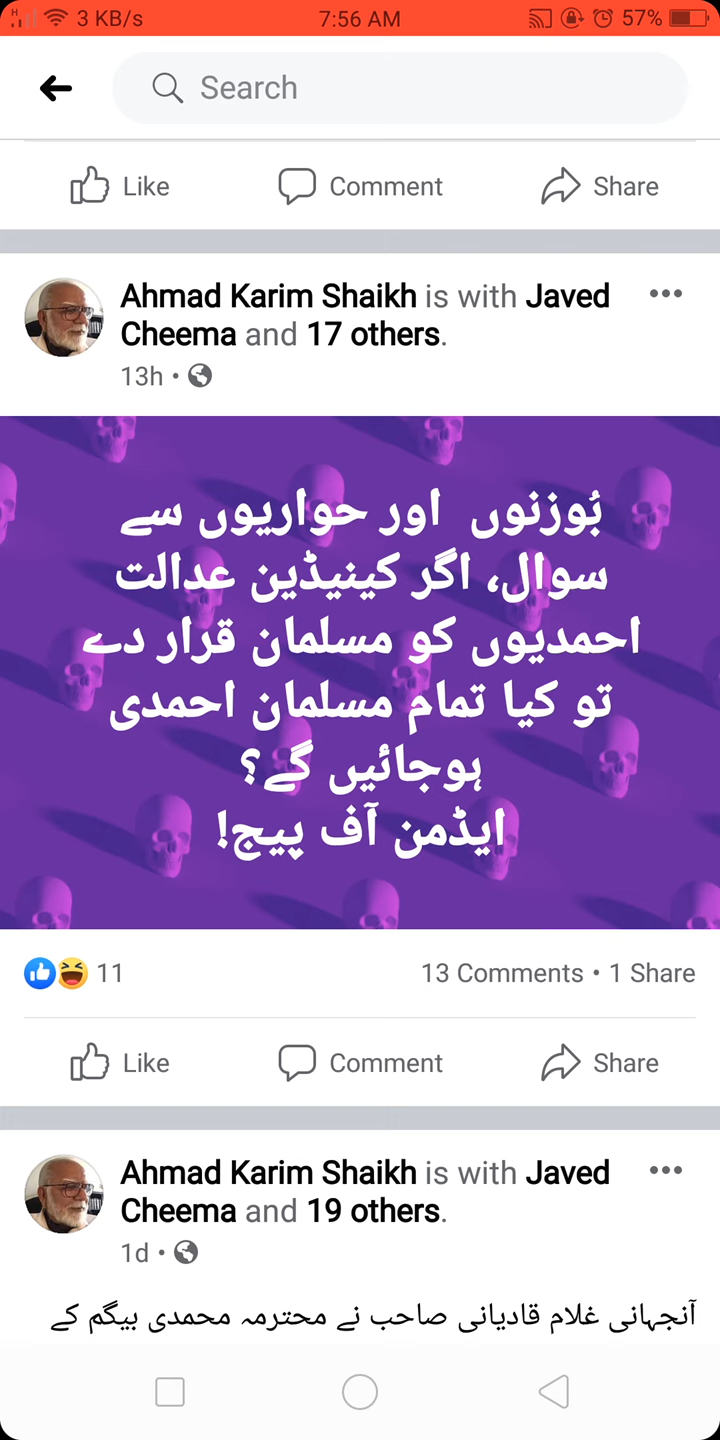 H 3 KB/s 7:56 AM 57%
Search
Like Comment Share
Ahmad Karim Shaikh is with Javed
Cheema and 17 others.
13h •
بُوزنوں اور حواریوں سے
سوال، اگر کینیڈین عدالت
احمدیوں کو مسلمان قرار دے
تو کیا تمام مسلمان احمدی
ہوجائیں گے؟
ایڈمن آف پیج!
11 13 Comments • 1 Share
Like Comment Share
Ahmad Karim Shaikh is with Javed
Cheema and 19 others.
1d •
آنجہانی غلام قادیانی صاحب نے محترمہ محمدی بیگم کے